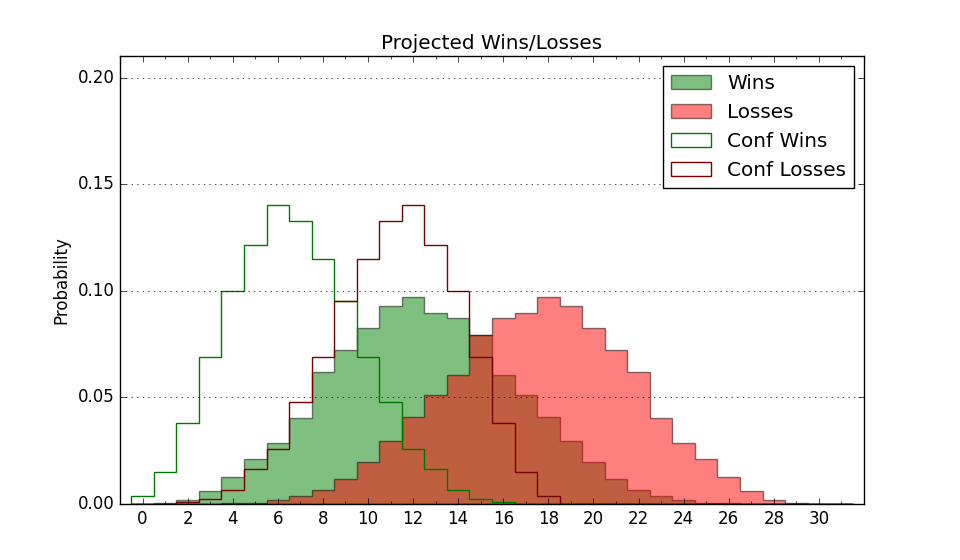 Projected Wins/Losses
0.20
0.15
0.10
0.05
0.00
Probability
Wins
Losses
Conf Wins
Conf Losses
0 2 4 6 8 10 12 14 16 18 20 22 24 26 28 30